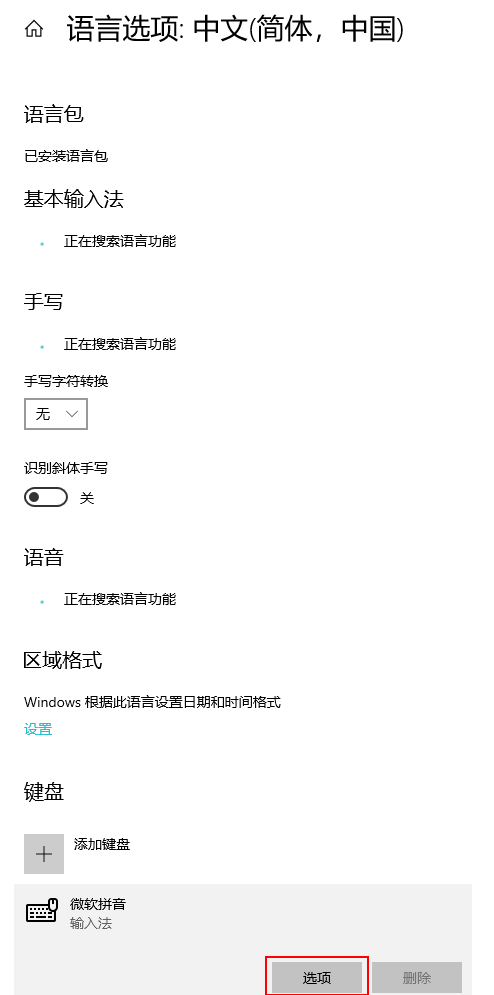 语言选项: 中文(简体，中国)
语言包
已安装语言包
基本输入法
正在搜索语言功能
手写
正在搜索语言功能
手写字符转换
无
识别斜体手写
关
语音
正在搜索语言功能
区域格式
Windows 根据此语言设置日期和时间格式
设置
键盘
添加键盘
微软拼音
输入法
选项
删除